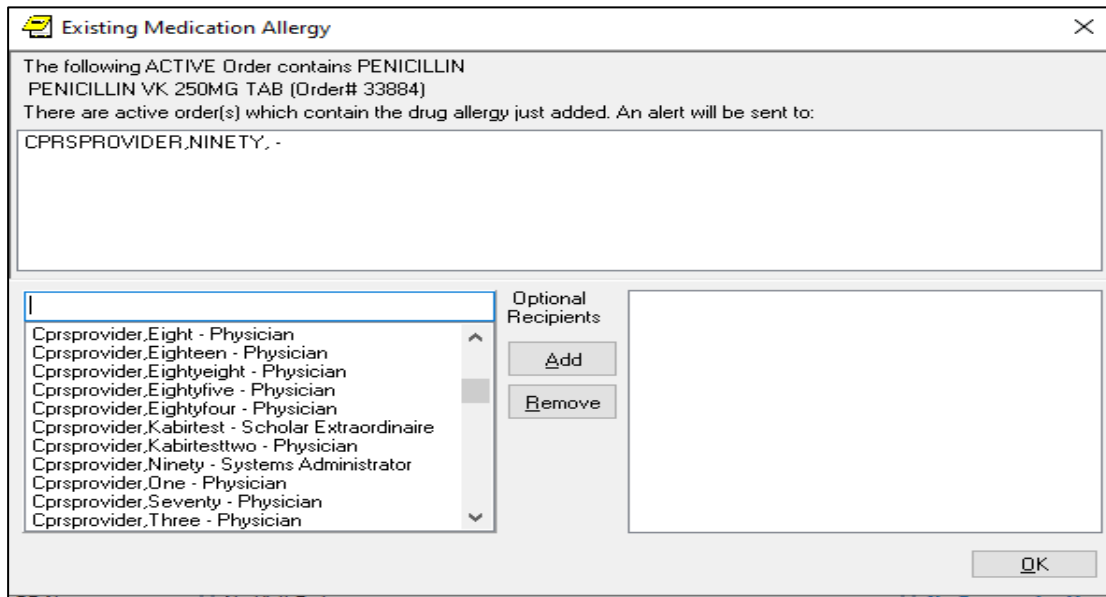 Existing Medication Allergy
The following ACTIVE Order contains PENICILLIN
PENICILLIN VK 250MG TAB (Order# 33884)
There are active order(s) which contain the drug allergy just added. An alert will be sent to:
CPRSPROVIDER,NINETY', -
Cprsprovider,Eight - Physician
Cprsprovider,Eighteen - Physician
Cprsprovider,Eightyeight - Physician
Cprsprovider,Eightyfive - Physician
Cprsprovider,Eightyfour - Physician
Cprsprovider,Kabirtest - Scholar Extraordinaire
Cprsprovider,Kabirtesttwo - Physician
Cprsprovider,Ninety - Systems Administrator
Cprsprovider,One - Physician
Cprsprovider,Seventy - Physician
Cprsprovider,Three - Physician
Optional
Recipients
Add
Remove
OK